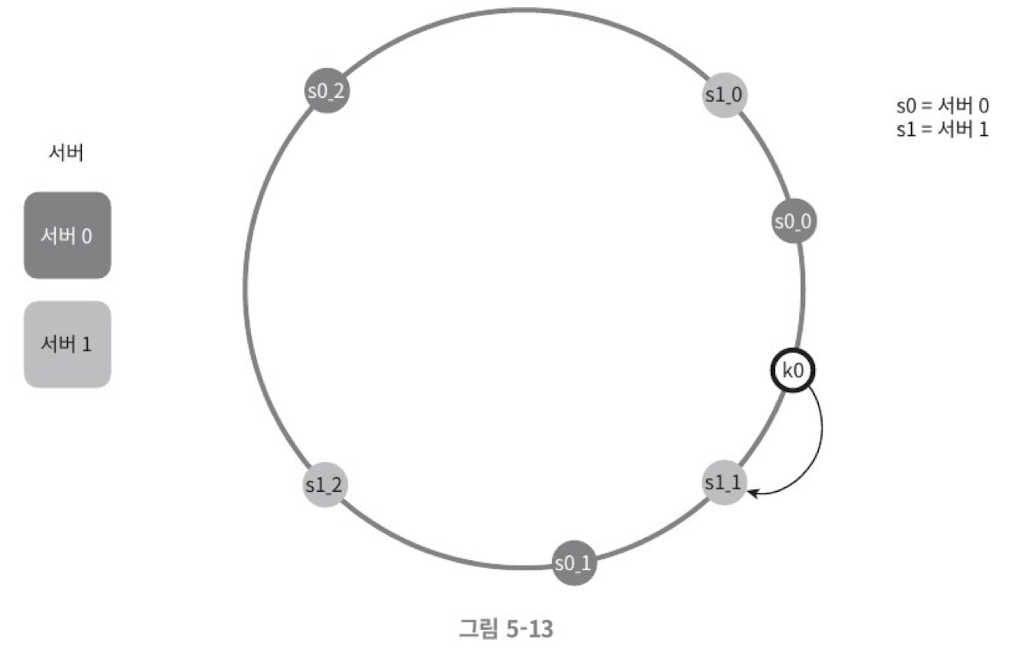 s0_2
s1_0
s0 = 서버 0
s1 = 서버 1
서버
서버 0
s0_0
서버 1
k0
s1_2
s1_1
s0_1
그림 5-13